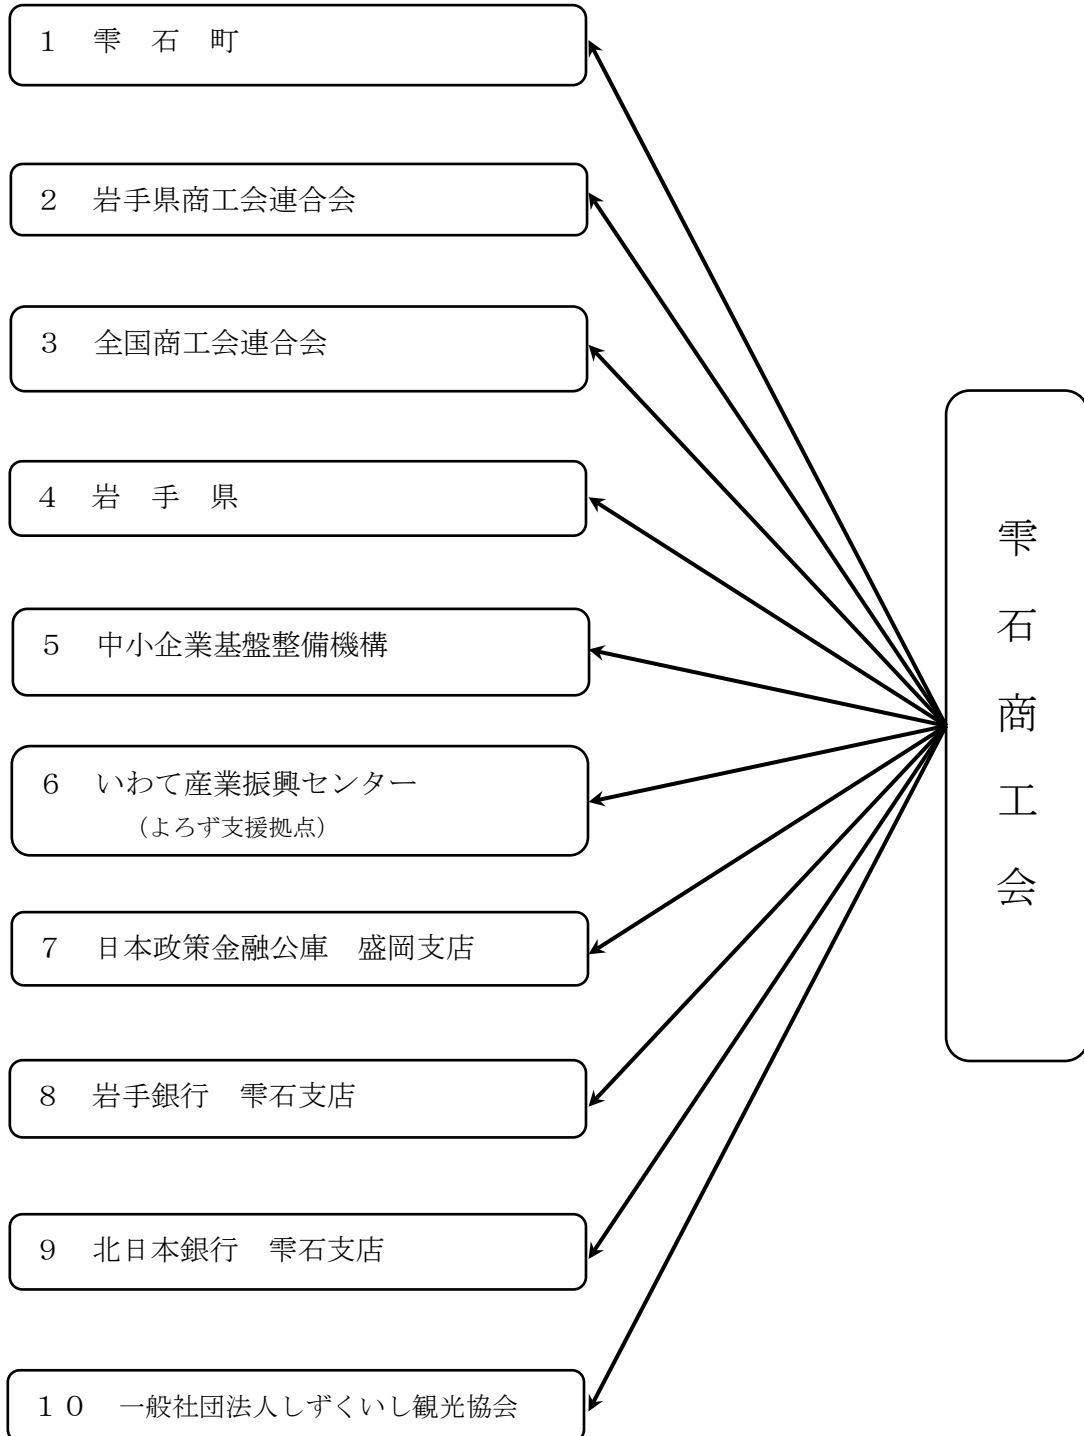 １　雫　石　町
２　岩手県商工会連合会
３　全国商工会連合会
４　岩　手　県
５　中小企業基盤整備機構
６　いわて産業振興センター
（よろず支援拠点）
７　日本政策金融公庫　盛岡支店
８　岩手銀行　雫石支店
９　北日本銀行　雫石支店
１０　一般社団法人しずくいし観光協会
雫石商工会